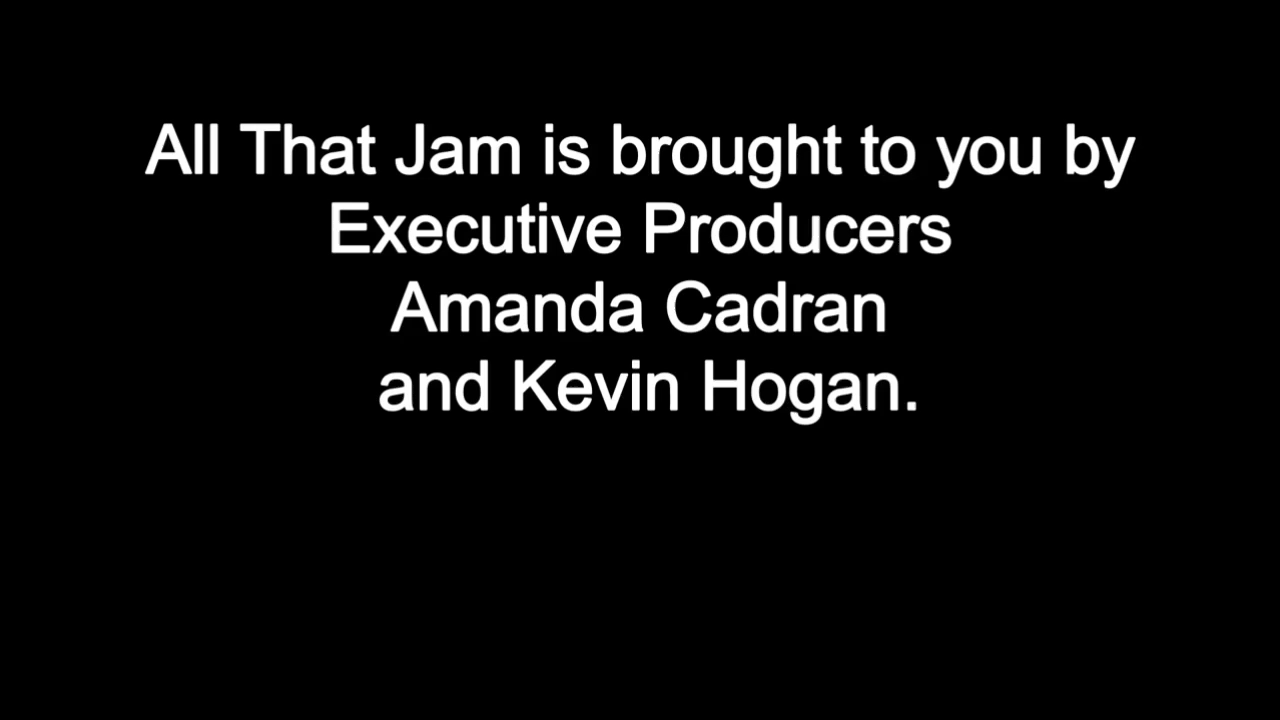 All That Jam is brought to you by
Executive Producers
Amanda Cadran
and Kevin Hogan.